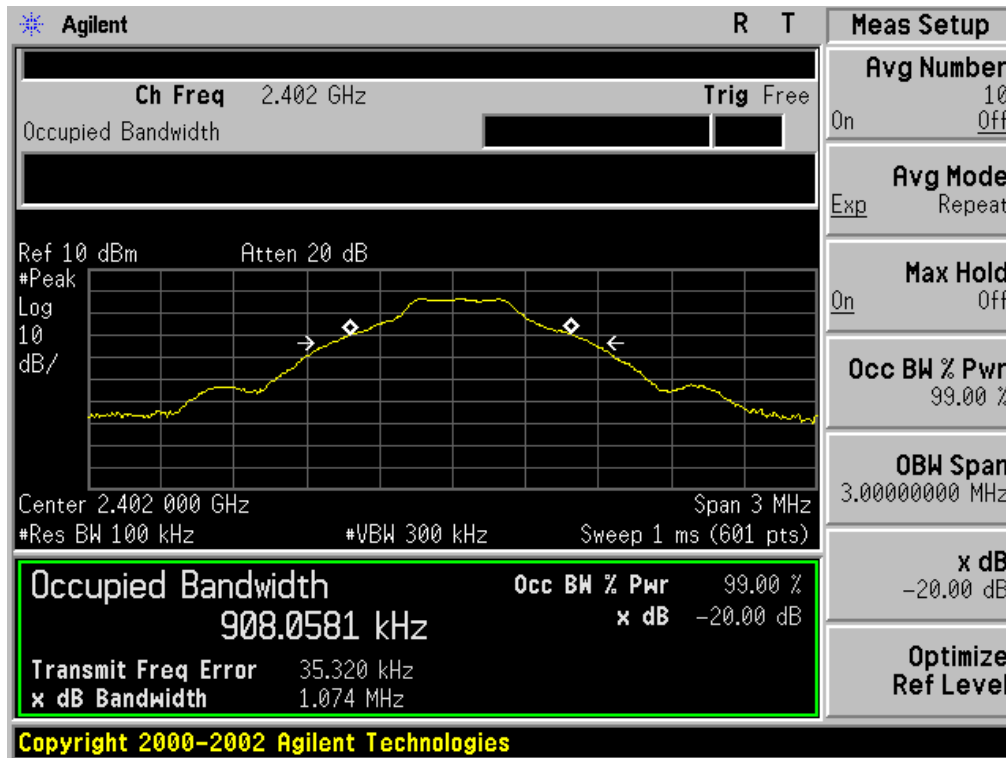 Agilent R T
Ch Freq 2.402 GHz Trig Free
Occupied Bandwidth
Ref 10 dBm Atten 20 dB
#Peak
Log
10
dB/
Center 2.402 000 GHz Span 3 MHz
#Res BW 100 kHz #VBW 300 kHz Sweep 1 ms (601 pts)
Occupied Bandwidth Occ BW % Pwr 99.00 %
908.0581 kHz x dB -20.00 dB
Transmit Freq Error 35.320 kHz
x dB Bandwidth 1.074 MHz
Copyright 2000-2002 Agilent Technologies
Meas Setup
Avg Number
10
On Off
Avg Mode
Exp Repeat
Max Hold
On Off
Occ BW % Pwr
99.00 %
OBW Span
3.00000000 MHz
x dB
-20.00 dB
Optimize
Ref Level